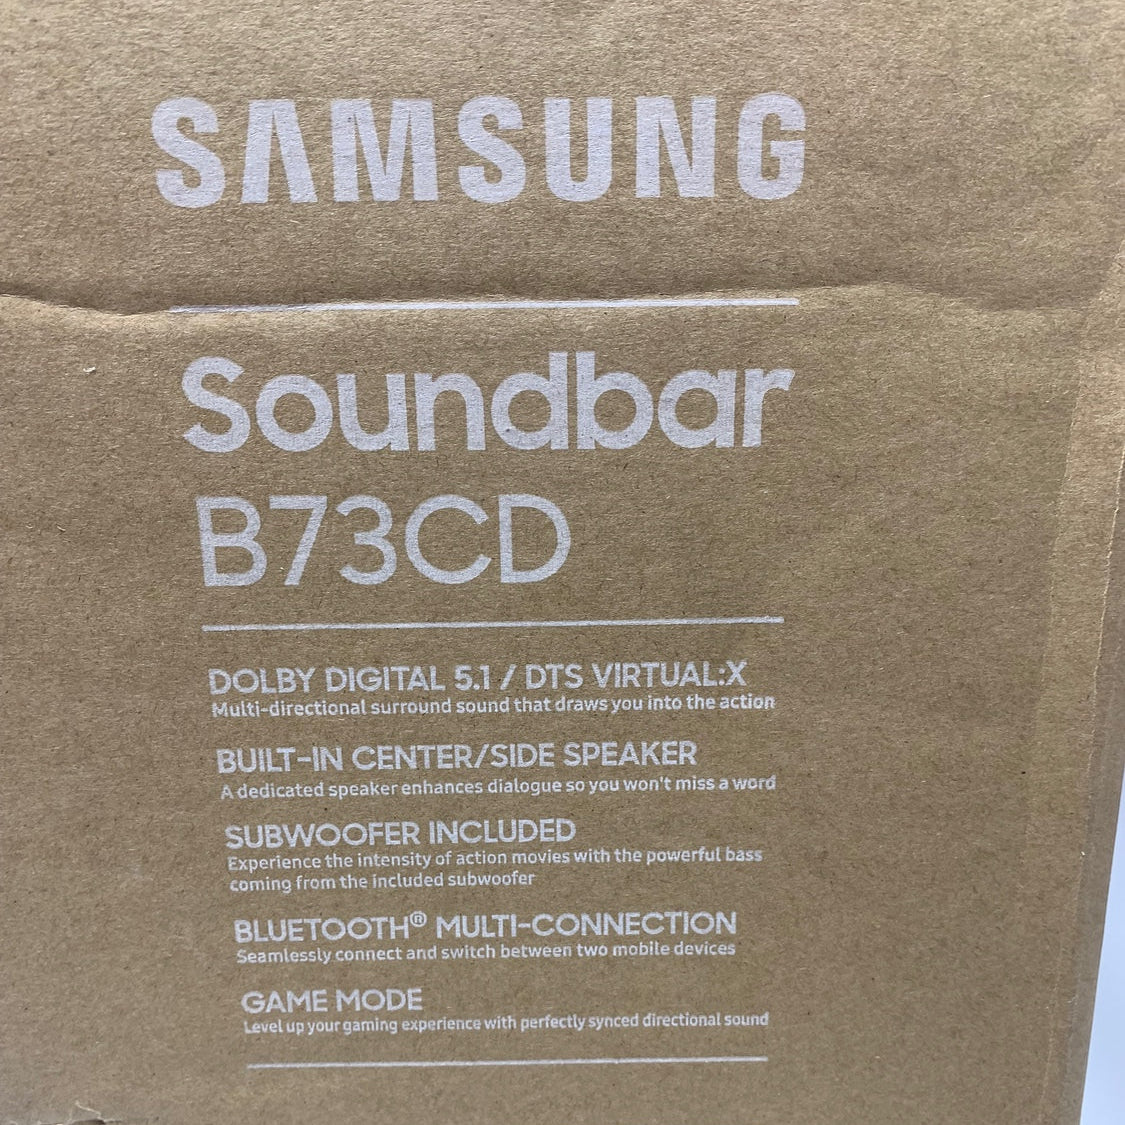 SAMSUNG
Soundbar
B73CD
DOLBY DIGITAL 5.1 / DTS VIRTUAL:X
Multi-directional surround sound that draws you into the action
BUILT-IN CENTER/SIDE SPEAKER
A dedicated speaker enhances dialogue so you won't miss a word
SUBWOOFER INCLUDED
Experience the intensity of action movies with the powerful bass
coming from the included subwoofer
BLUETOOTH® MULTI-CONNECTION
Seamlessly connect and switch between two mobile devices
GAME MODE
Level up your gaming experience with perfectly synced directional sound